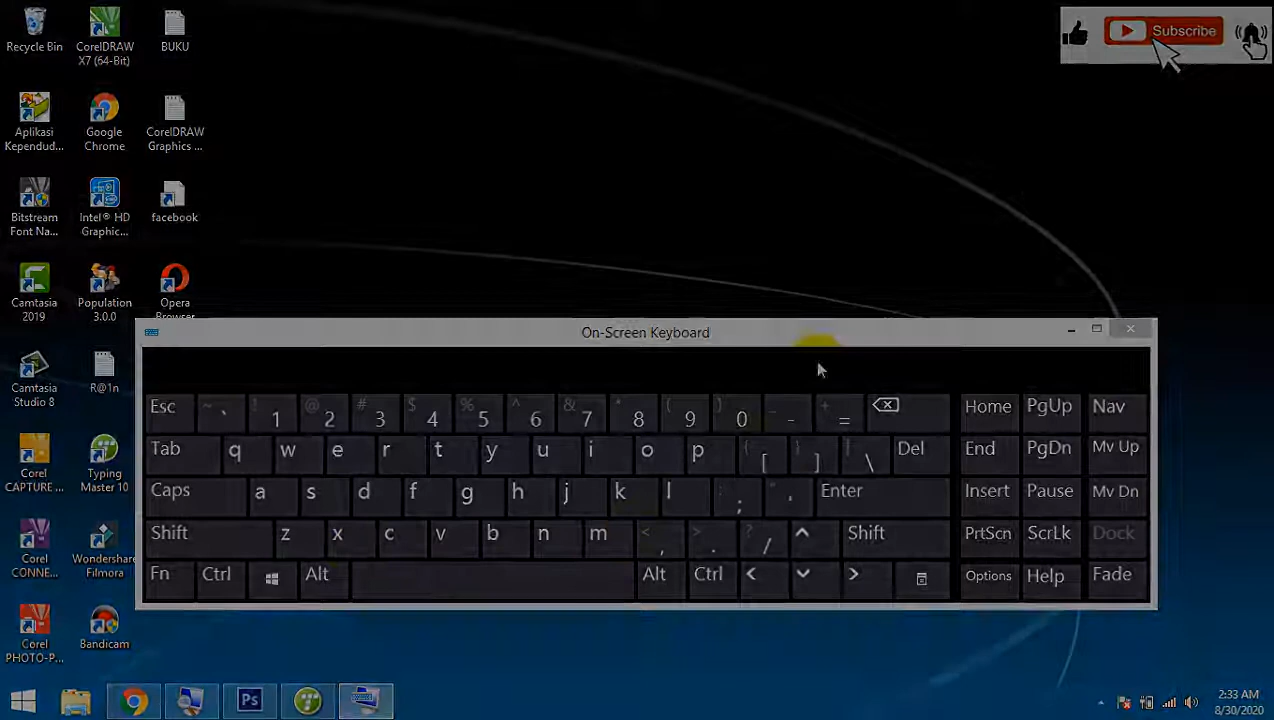 Recycle Bin
CorelDRAW
X7 (64-Bit)
BUKU
Subscribe
Aplikasi
Kependud...
Google
Chrome
CorelDRAW
Graphics ...
Bitstream
Font Na...
Intel® HD
Graphic...
facebook
Camtasia
2019
Population
3.0.0
Opera
Browser
On-Screen Keyboard
Camtasia
Studio 8
R@1n
Esc ~ ` ! 1 @ 2 # 3 $ 4 % 5 ^ 6 & 7 * 8 ( 9 ) 0 _ - + = Home PgUp Nav
Tab q w e r t y u i o p { [ } ] | \ Del End PgDn Mv Up
Corel
CAPTURE ...
Typing
Master 10
Caps a s d f g h j k l : ; " ' Enter Insert Pause Mv Dn
Shift z x c v b n m < , > . ? / Shift PrtScn ScrLk Dock
Corel
CONNE...
Wondershare
Filmora
Fn Ctrl Alt Alt Ctrl Options Help Fade
Corel
PHOTO-P...
Bandicam
Ps
2:33 AM
8/30/2020